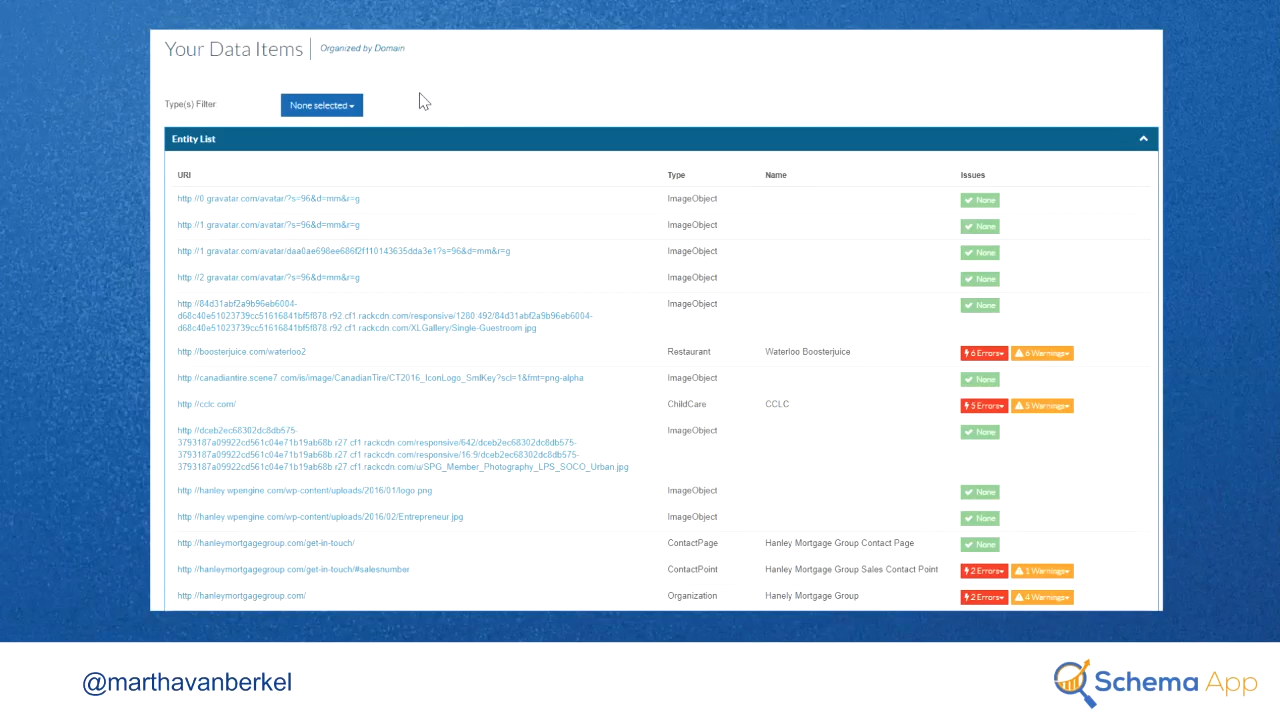 Your Data Items Organized by Domain
Type(s) Filter None selected
Entity List
URI Type Name Issues
http //0 gravatar.com/avatar/?s=96&d=mm&r=g ImageObject None
http //1 gravatar.com/avatar/?s=96&d=mm&r=g ImageObject None
http //1 gravatar.com/avatar/daa0ae696ee686f2f110143635dda3e1?s=96&d=mm&r=g ImageObject None
http //2 gravatar.com/avatar/?s=96&d=mm&r=g ImageObject None
http //84d31abf2a9b96eb6004- ImageObject None
d68c40e51023739cc51616841bf5f878.r92.cf1.rackcdn.com/responsive/1280:492/84d31abf2a9b96eb6004-
d68c40e51023739cc51616841bf5f878.r92.cf1.rackcdn.com/XLGallery/Single-Guestroom jpg
http //boosterjuice.com/waterloo2 Restaurant Waterloo Boosterjuice 6 Errors 6 Warnings
http //canadiantire.scene7 com/is/image/CanadianTire/CT2016_IconLogo_SmlKey?scl=1&fmt=png-alpha ImageObject None
http //cclc com/ ChildCare CCLC 5 Errors 5 Warnings
http //dceb2ec68302dc8db575- ImageObject None
3793187a09922cd561c04e71b19ab68b.r27 cf1 rackcdn com/responsive/642/dceb2ec68302dc8db575-
3793187a09922cd561c04e71b19ab68b.r27 cf1 rackcdn com/responsive/16:9/dceb2ec68302dc8db575-
3793187a09922cd561c04e71b19ab68b r27 cf1 rackcdn com/u/SPG_Member_Photography_LPS_SOCO_Urban.jpg
http //hanley wpengine com/wp-content/uploads/2016/01/logo png ImageObject None
http //hanley wpengine.com/wp-content/uploads/2016/02/Entrepreneur jpg ImageObject None
http //hanleymortgagegroup.com/get-in-touch/ ContactPage Hanley Mortgage Group Contact Page None
http //hanleymortgagegroup com/get-in-touch/#salesnumber ContactPoint Hanley Mortgage Group Sales Contact Point 2 Errors 1 Warnings
http //hanleymortgagegroup.com/ Organization Hanely Mortgage Group 2 Errors 4 Warnings
@marthavanberkel
Schema App